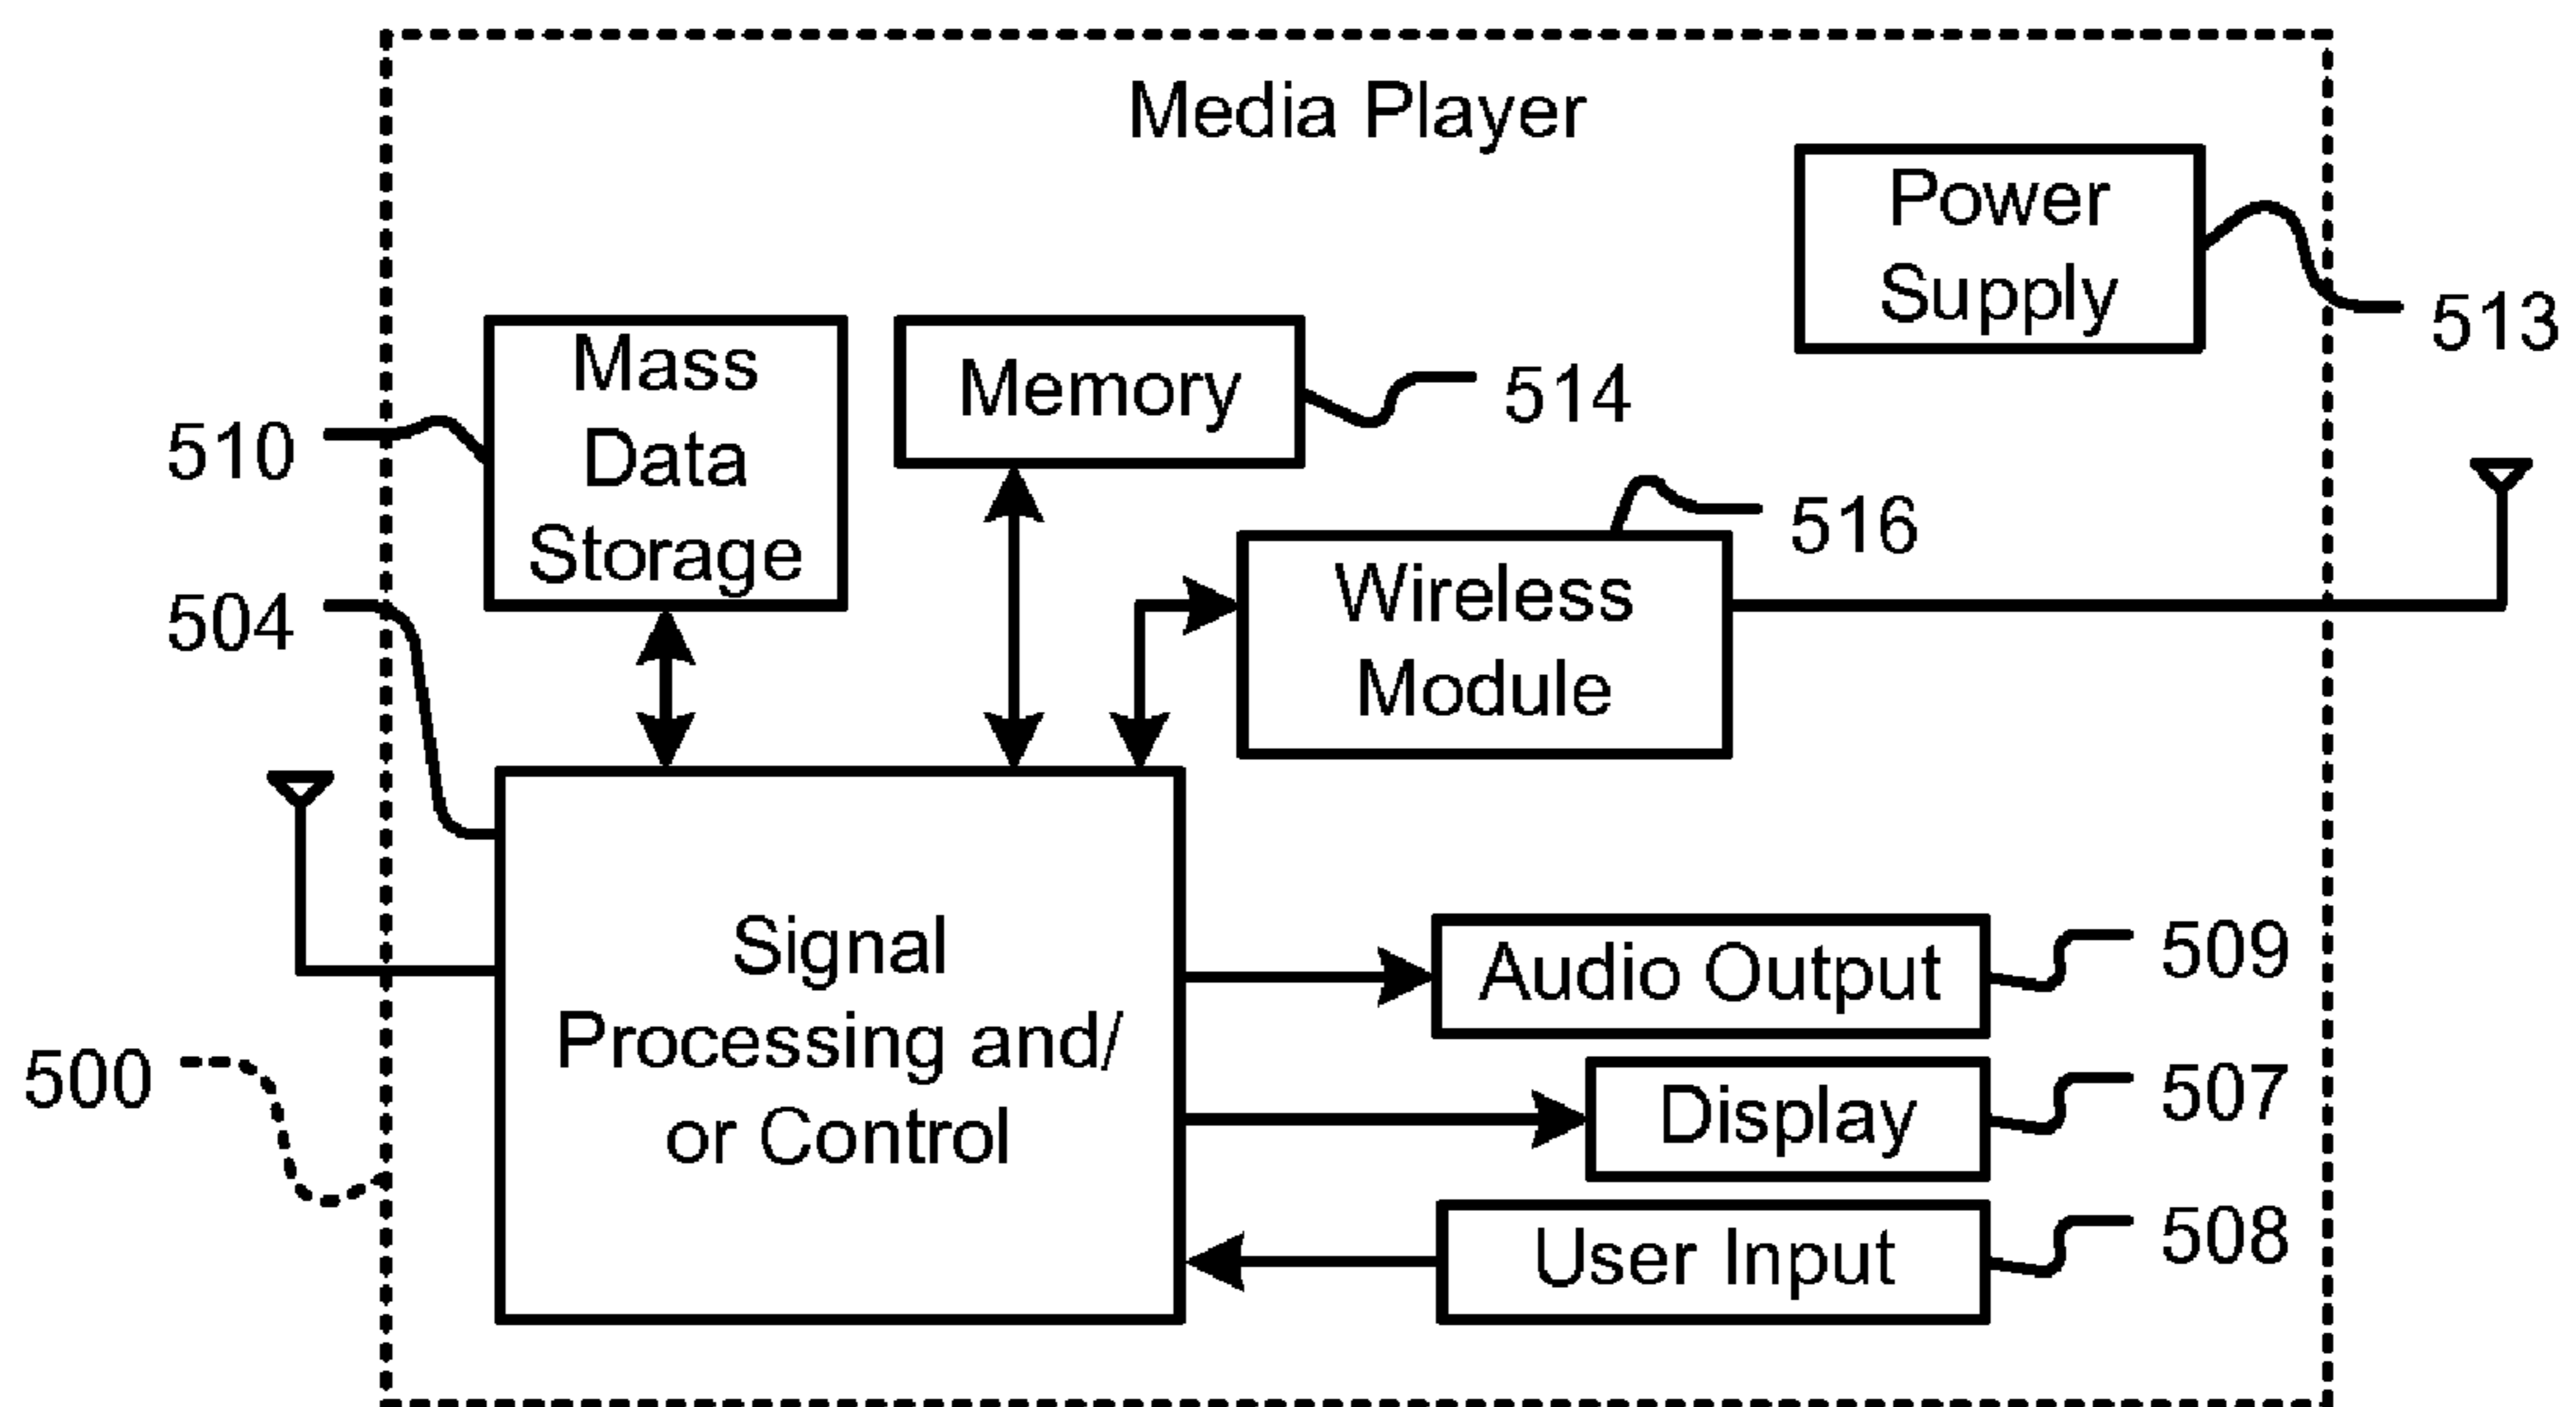 Media Player
Power
Supply
513
Mass
Data
Storage
510
Memory
514
516
Wireless
Module
504
Signal
Processing and/
or Control
500
Audio Output
509
Display
507
User Input
508